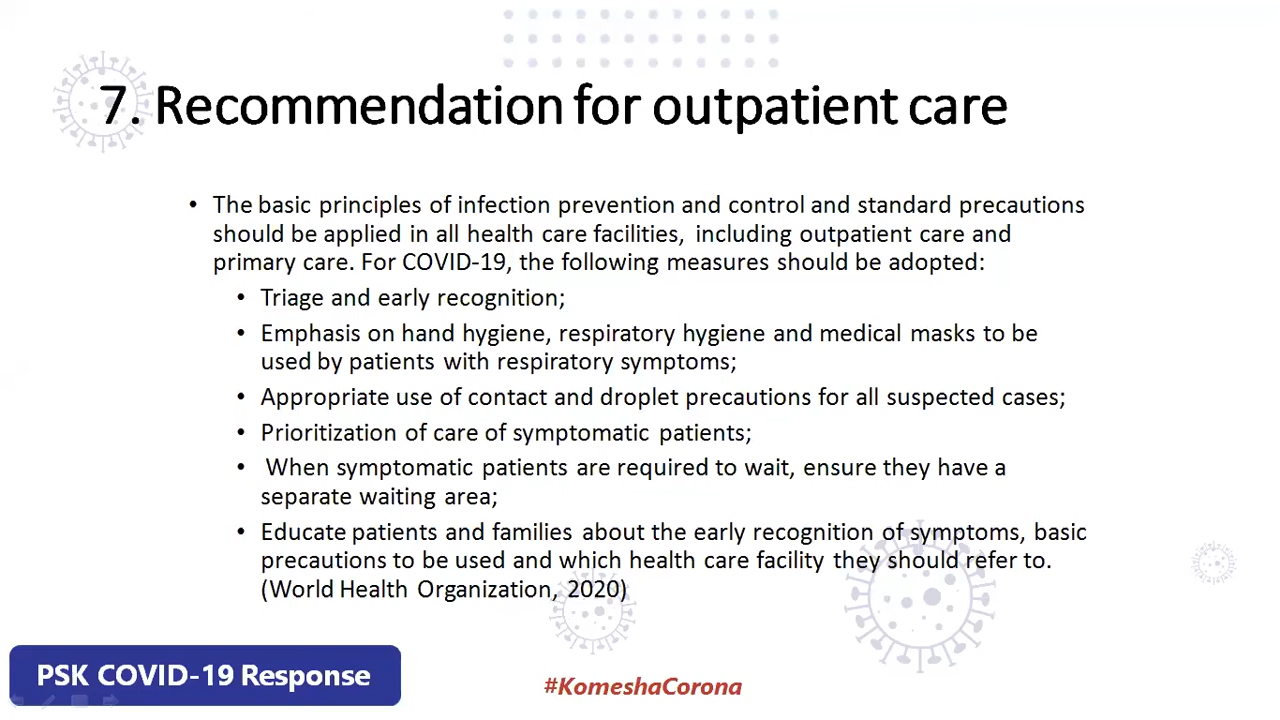 7. Recommendation for outpatient care
• The basic principles of infection prevention and control and standard precautions
should be applied in all health care facilities, including outpatient care and
primary care. For COVID-19, the following measures should be adopted:
• Triage and early recognition;
• Emphasis on hand hygiene, respiratory hygiene and medical masks to be
used by patients with respiratory symptoms;
• Appropriate use of contact and droplet precautions for all suspected cases;
• Prioritization of care of symptomatic patients;
• When symptomatic patients are required to wait, ensure they have a
separate waiting area;
• Educate patients and families about the early recognition of symptoms, basic
precautions to be used and which health care facility they should refer to.
(World Health Organization, 2020)
PSK COVID-19 Response
#KomeshaCorona